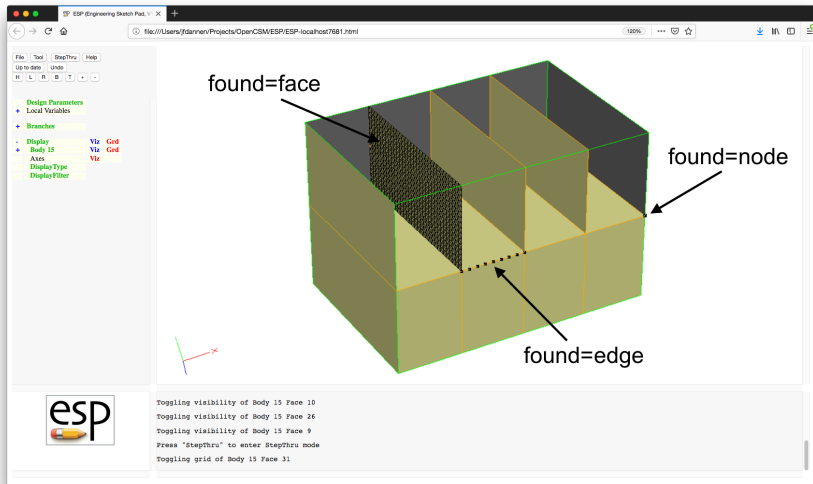 ESP (Engineering Sketch Pad, V
file:///Users/jfdannen/Projects/OpenCSM/ESP/ESP-localhost7681.html
120%
File Tool StepThru Help
Up to date Undo
H L R B T + -
Design Parameters
+ Local Variables
+ Branches
- Display Viz Grd
+ Body 15 Viz Grd
Axes Viz
DisplayType
DisplayFilter
found=face
found=node
found=edge
x
esp
Toggling visibility of Body 15 Face 10
Toggling visibility of Body 15 Face 26
Toggling visibility of Body 15 Face 9
Press "StepThru" to enter StepThru mode
Toggling grid of Body 15 Face 31